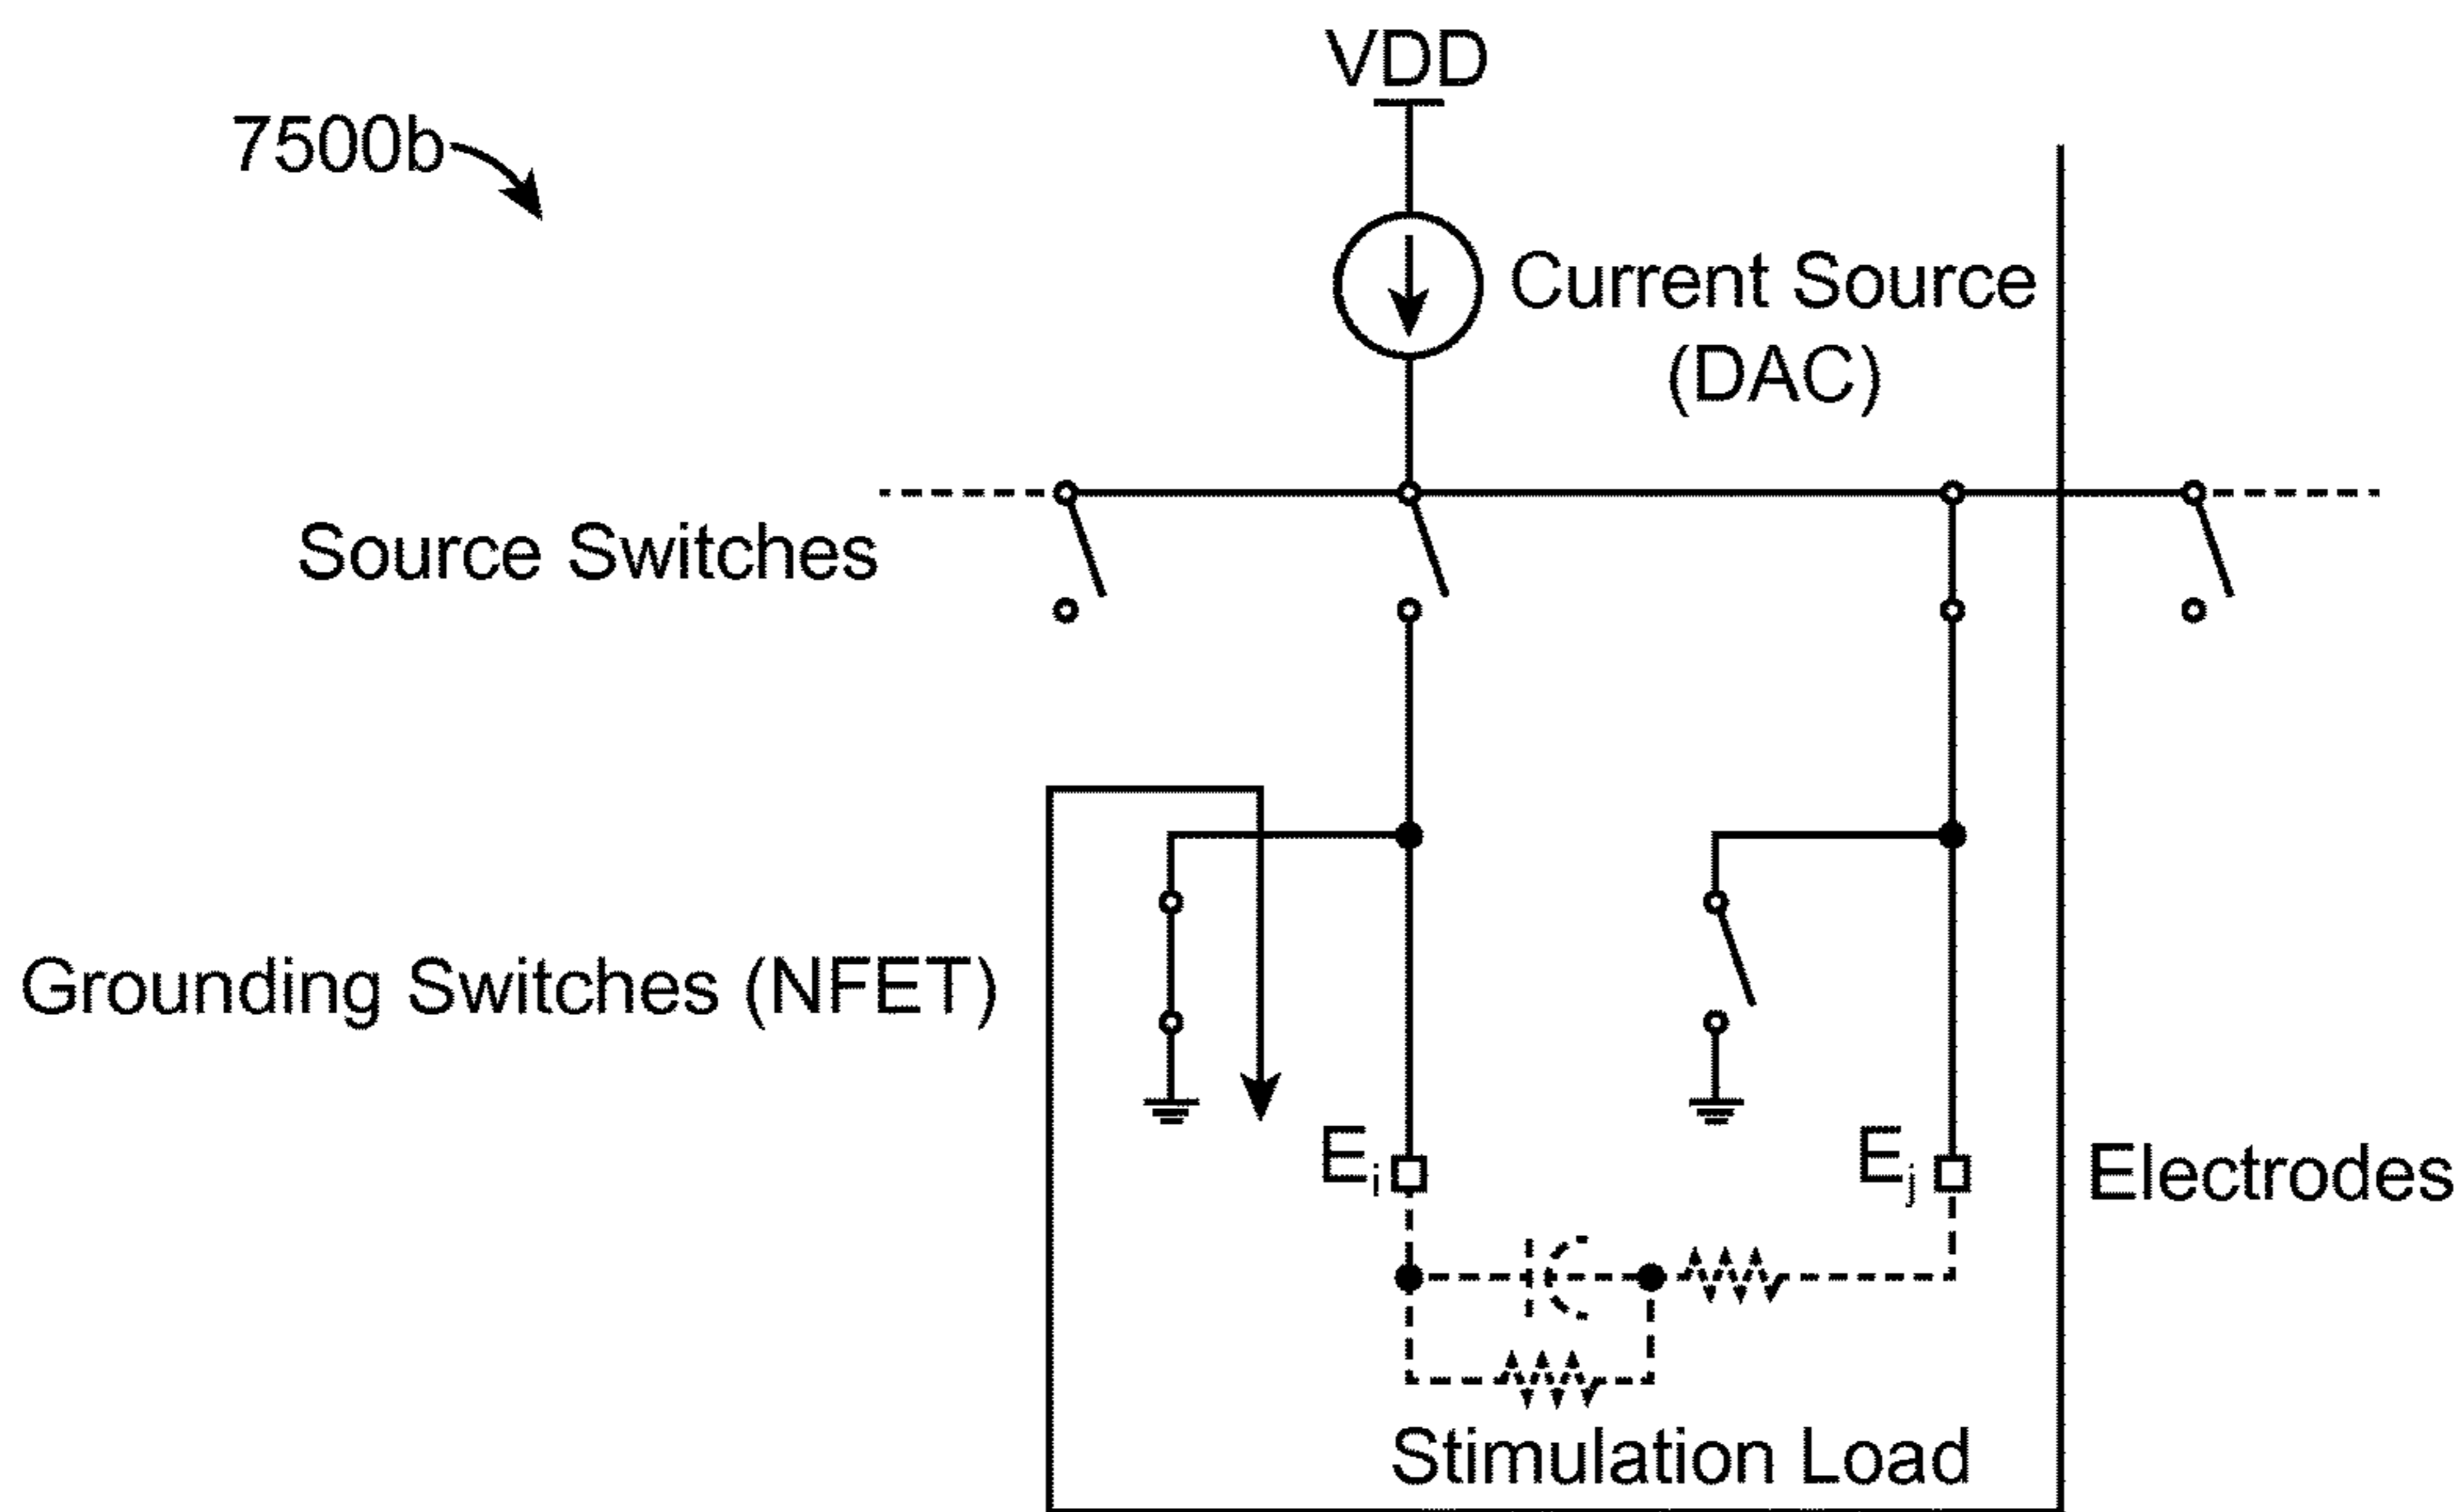 VDD
7500b
Current Source
(DAC)
Source Switches
Grounding Switches (NFET)
Ei
Ej
Electrodes
Stimulation Load